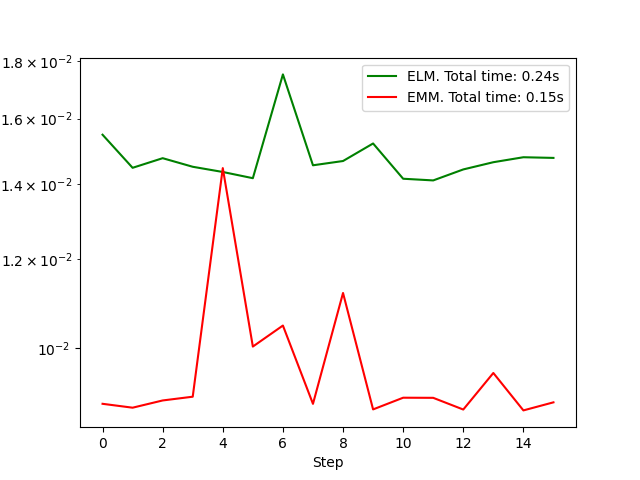 1.8 × 10⁻²
1.6 × 10⁻²
1.4 × 10⁻²
1.2 × 10⁻²
10⁻²
ELM. Total time: 0.24s
EMM. Total time: 0.15s
0 2 4 6 8 10 12 14
Step